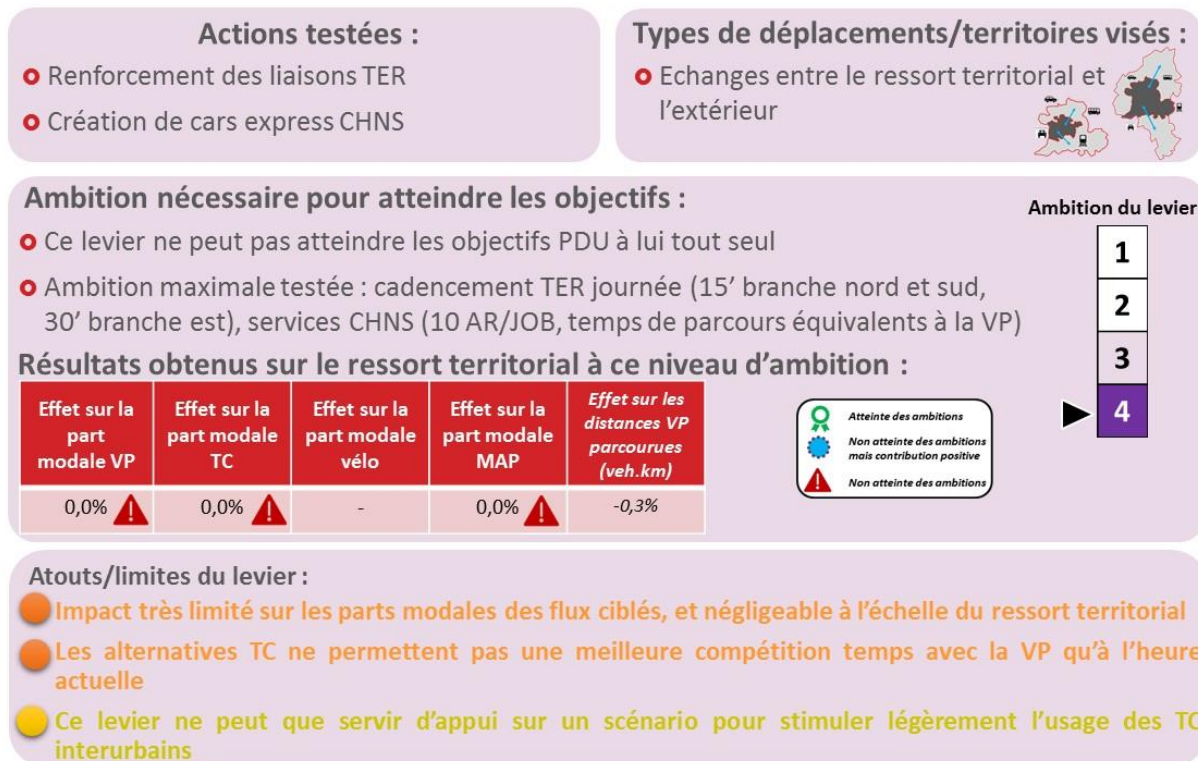 Actions testées :
Renforcement des liaisons TER
Création de cars express CHNS
Types de déplacements/territoires visés :
Echanges entre le ressort territorial et
l'extérieur
Ambition nécessaire pour atteindre les objectifs :
Ce levier ne peut pas atteindre les objectifs PDU à lui tout seul
Ambition maximale testée : cadencement TER journée (15' branche nord et sud,
30' branche est), services CHNS (10 AR/JOB, temps de parcours équivalents à la VP)
Ambition du levier
1
2
3
4
Résultats obtenus sur le ressort territorial à ce niveau d'ambition :
Effet sur la
part
modale VP
Effet sur la
part modale
TC
Effet sur la
part modale
vélo
Effet sur la
part modale
MAP
Effet sur les
distances VP
parcourues
(veh.km)
0,0%
0,0%
-
0,0%
-0,3%
Atteinte des ambitions
Non atteinte des ambitions
mais contribution positive
Non atteinte des ambitions
Atouts/limites du levier :
Impact très limité sur les parts modales des flux ciblés, et négligeable à l'échelle du ressort territorial
Les alternatives TC ne permettent pas une meilleure compétition temps avec la VP qu'à l'heure
actuelle
Ce levier ne peut que servir d'appui sur un scénario pour stimuler légèrement l'usage des TC
interurbains